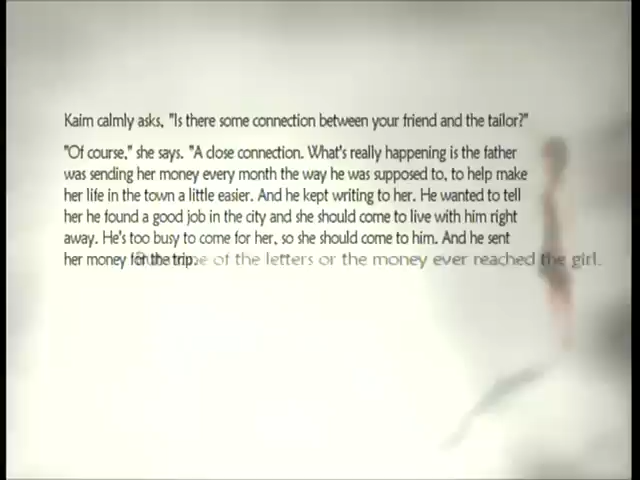 Kaim calmly asks, "Is there some connection between your friend and the tailor?"
"Of course," she says. "A close connection. What's really happening is the father
was sending her money every month the way he was supposed to, to help make
her life in the town a little easier. And he kept writing to her. He wanted to tell
her he found a good job in the city and she should come to live with him right
away. He's too busy to come for her, so she should come to him. And he sent
her money for the trip.
of the letters or the money ever reached the girl.